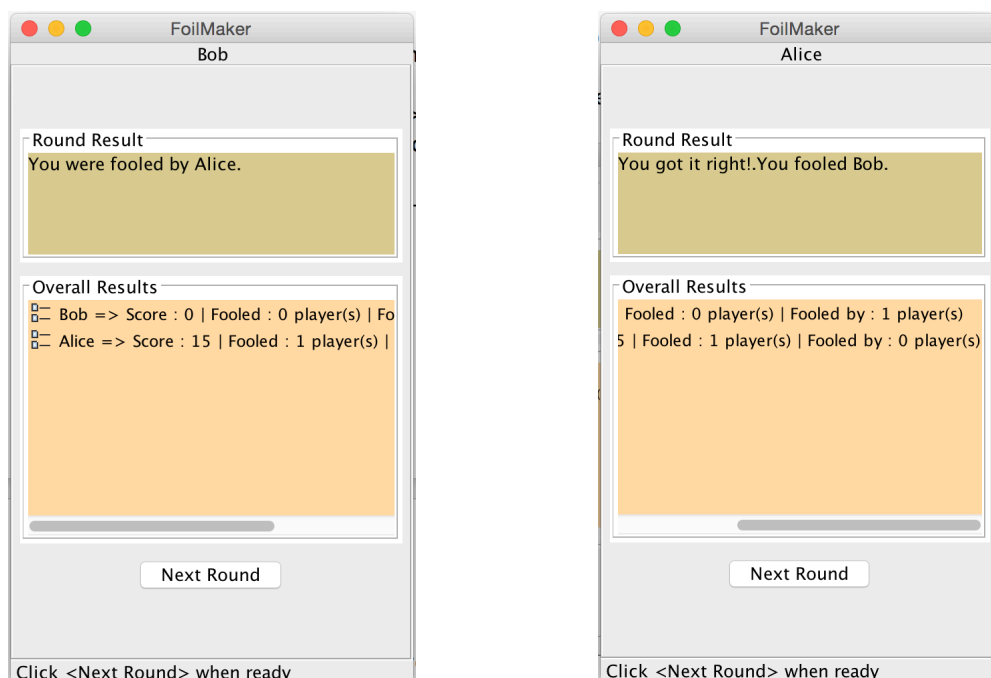 FoilMaker
Bob
Round Result
You were fooled by Alice.
Overall Results
Bob => Score : 0 | Fooled : 0 player(s) | Fo
Alice => Score : 15 | Fooled : 1 player(s) |
Next Round
Click <Next Round> when ready
FoilMaker
Alice
Round Result
You got it right!.You fooled Bob.
Overall Results
Fooled : 0 player(s) | Fooled by : 1 player(s)
5 | Fooled : 1 player(s) | Fooled by : 0 player(s)
Next Round
Click <Next Round> when ready